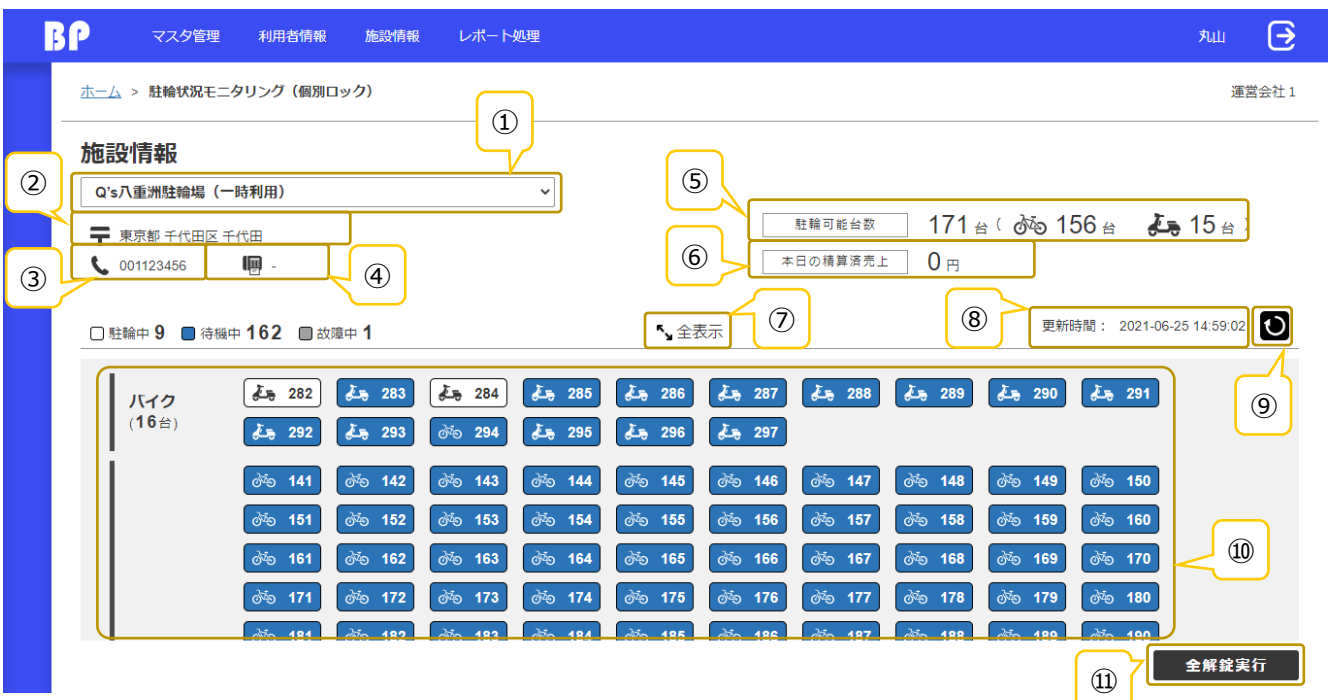 BP マスタ管理 利用者情報 施設情報 レポート処理 丸山
ホーム > 駐輪状況モニタリング（個別ロック） 運営会社１
①
施設情報
②
Q's八重洲駐輪場（一時利用）
⑤
駐輪可能台数 171 台（ 156 台 15 台 ）
〒 東京都 千代田区 千代田
③
001123456 -
④
⑥
本日の精算済売上 0 円
⑦
⑧
駐輪中 9 待機中 162 故障中 1 全表示 更新時間： 2021-06-25 14:59:02
⑨
バイク
(16台)
282 283 284 285 286 287 288 289 290 291
292 293 294 295 296 297
141 142 143 144 145 146 147 148 149 150
151 152 153 154 155 156 157 158 159 160
161 162 163 164 165 166 167 168 169 170
⑩
171 172 173 174 175 176 177 178 179 180
181 182 183 184 185 186 187 188 189 190
全解錠実行
⑪